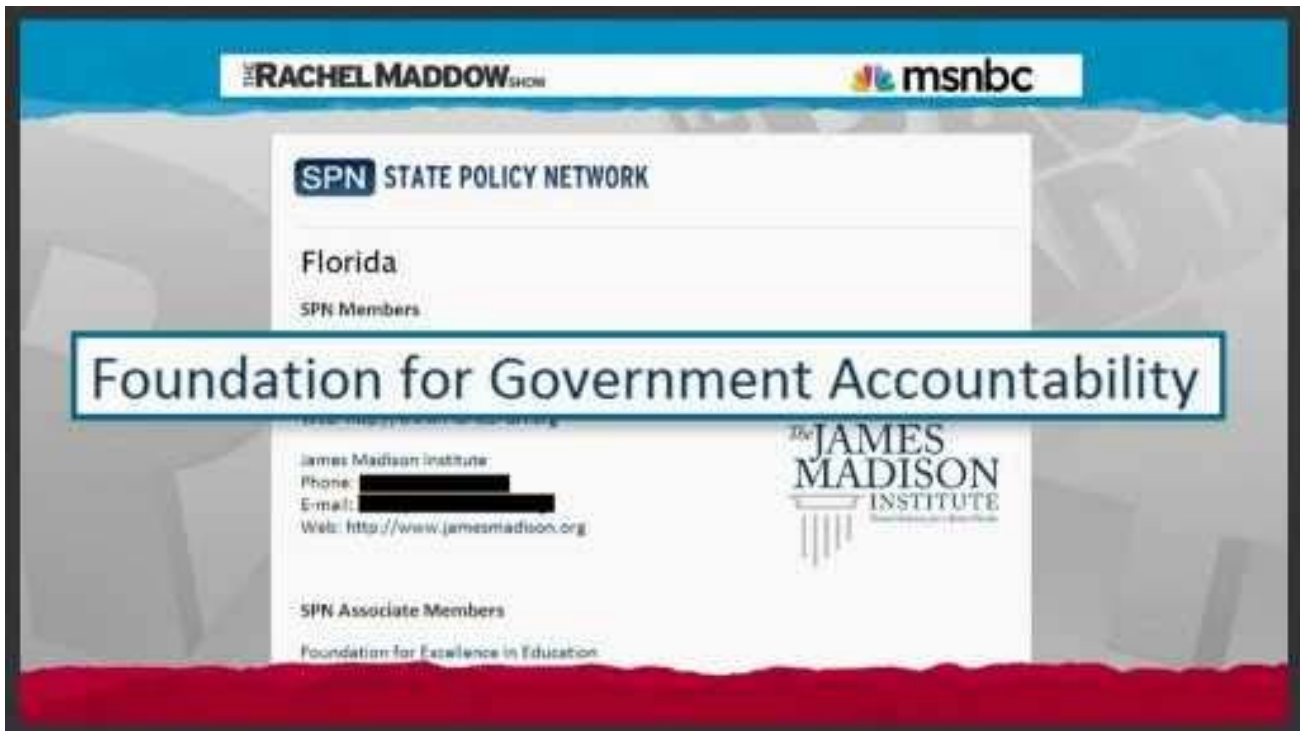 THE RACHEL MADDOW SHOW
msnbc
SPN STATE POLICY NETWORK
Florida
SPN Members
Foundation for Government Accountability
James Madison Institute
Phone:
E-mail:
Web: http://www.jamesmadison.org
The JAMES
MADISON
INSTITUTE
SPN Associate Members
Foundation for Excellence in Education